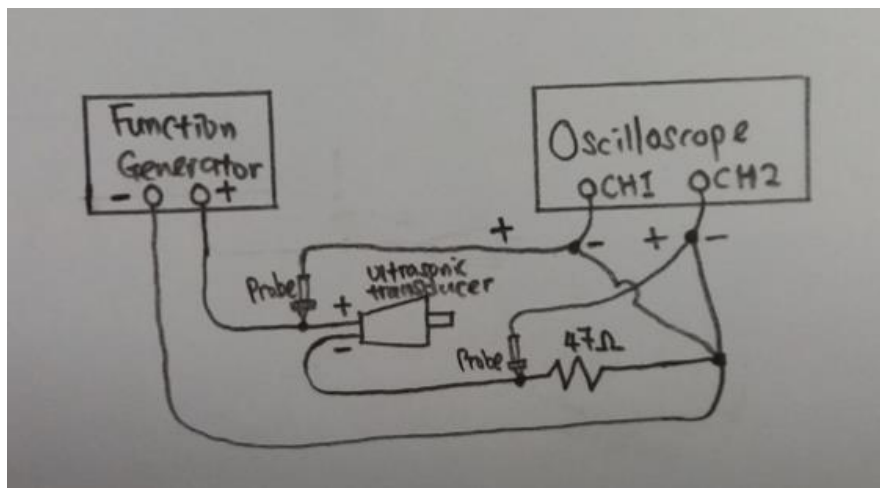 Function
Generator
- +
Oscilloscope
CH1 CH2
+ - + -
Probe
ultrasonic
transducer
+
-
Probe
47Ω